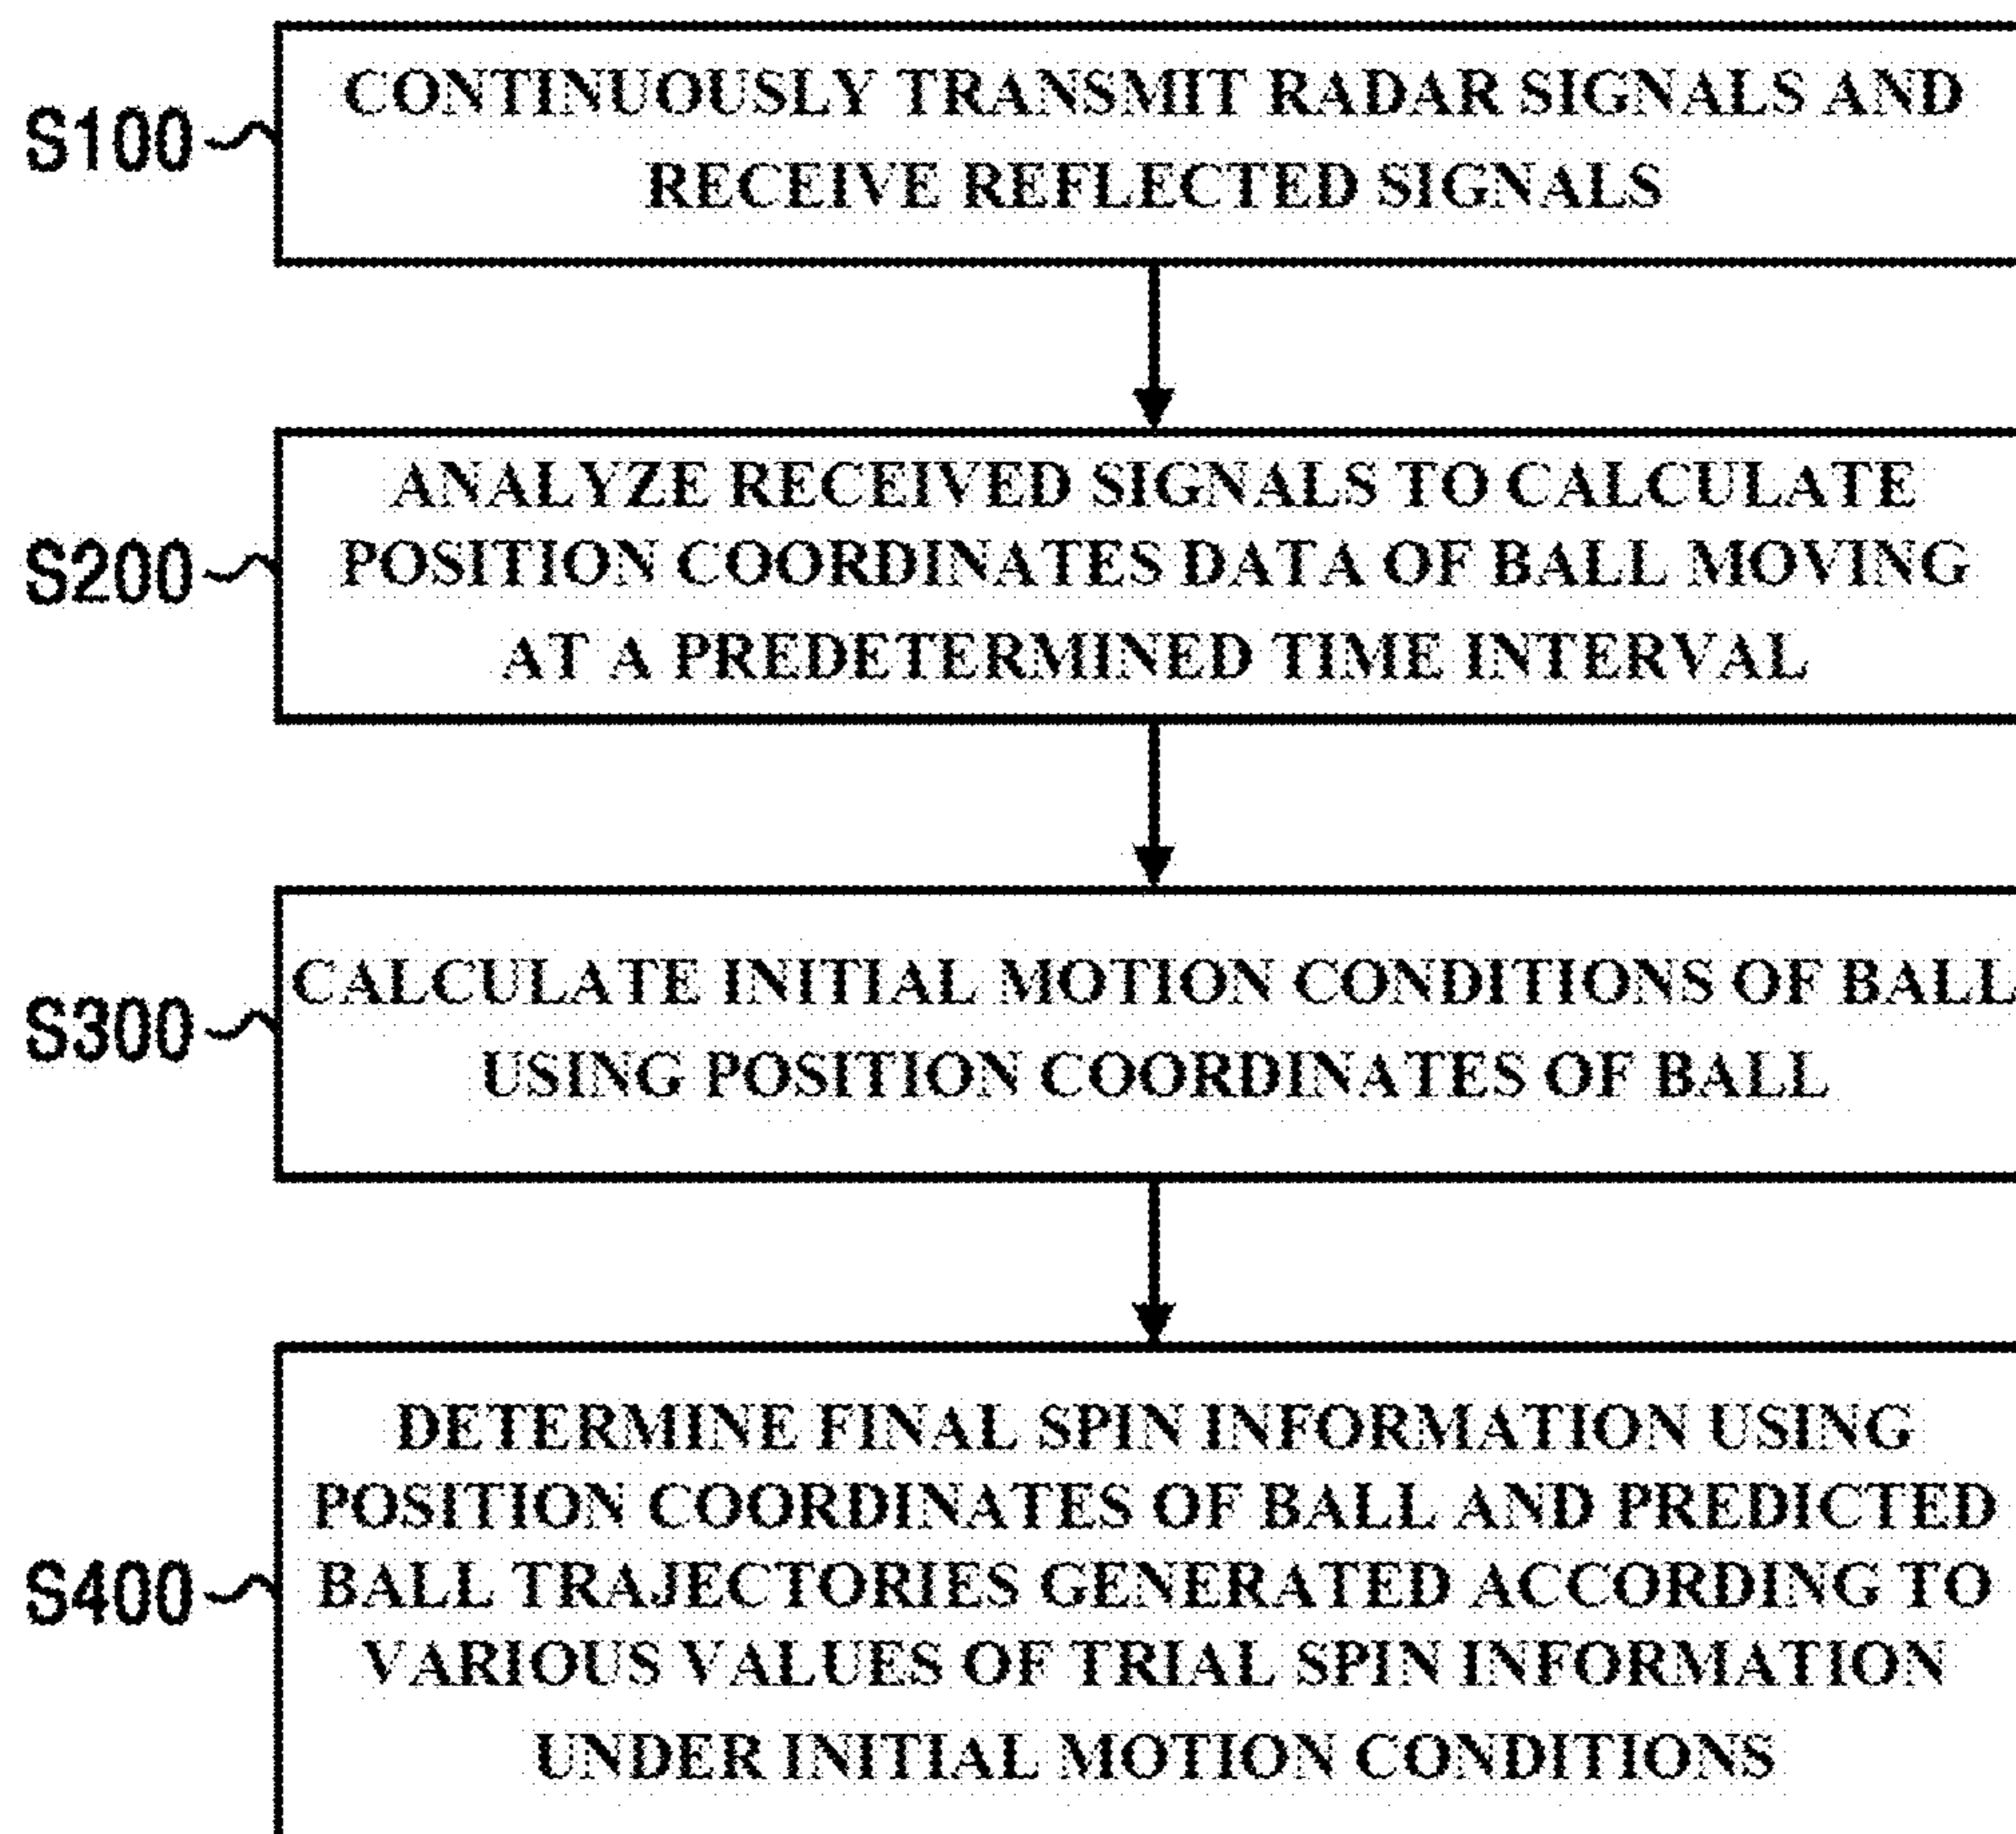 S100
CONTINUOUSLY TRANSMIT RADAR SIGNALS AND
RECEIVE REFLECTED SIGNALS
S200
ANALYZE RECEIVED SIGNALS TO CALCULATE
POSITION COORDINATES DATA OF BALL MOVING
AT A PREDETERMINED TIME INTERVAL
S300
CALCULATE INITIAL MOTION CONDITIONS OF BALL
USING POSITION COORDINATES OF BALL
S400
DETERMINE FINAL SPIN INFORMATION USING
POSITION COORDINATES OF BALL AND PREDICTED
BALL TRAJECTORIES GENERATED ACCORDING TO
VARIOUS VALUES OF TRIAL SPIN INFORMATION
UNDER INITIAL MOTION CONDITIONS